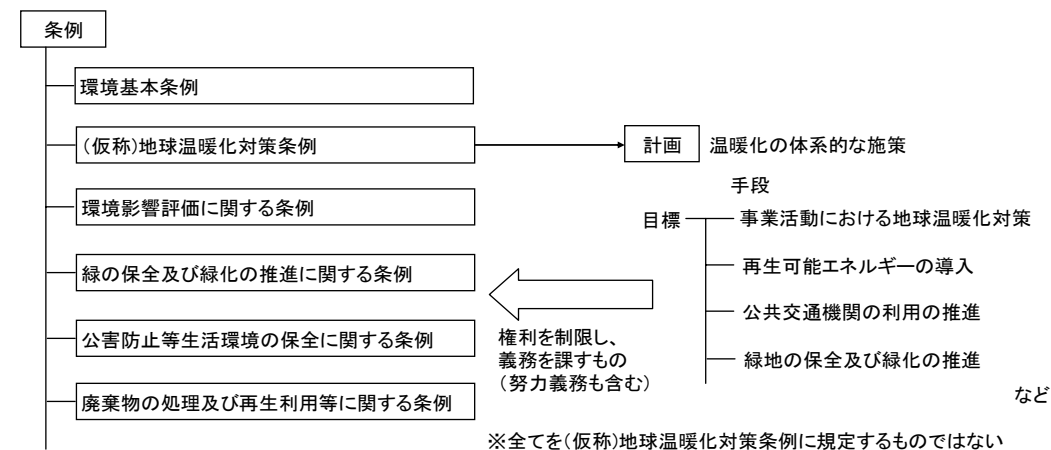 条例
環境基本条例
(仮称)地球温暖化対策条例
計画 温暖化の体系的な施策
手段
環境影響評価に関する条例
目標 事業活動における地球温暖化対策
緑の保全及び緑化の推進に関する条例
再生可能エネルギーの導入
公共交通機関の利用の推進
公害防止等生活環境の保全に関する条例
権利を制限し、
義務を課すもの
(努力義務も含む)
緑地の保全及び緑化の推進
廃棄物の処理及び再生利用等に関する条例
など
※全てを(仮称)地球温暖化対策条例に規定するものではない